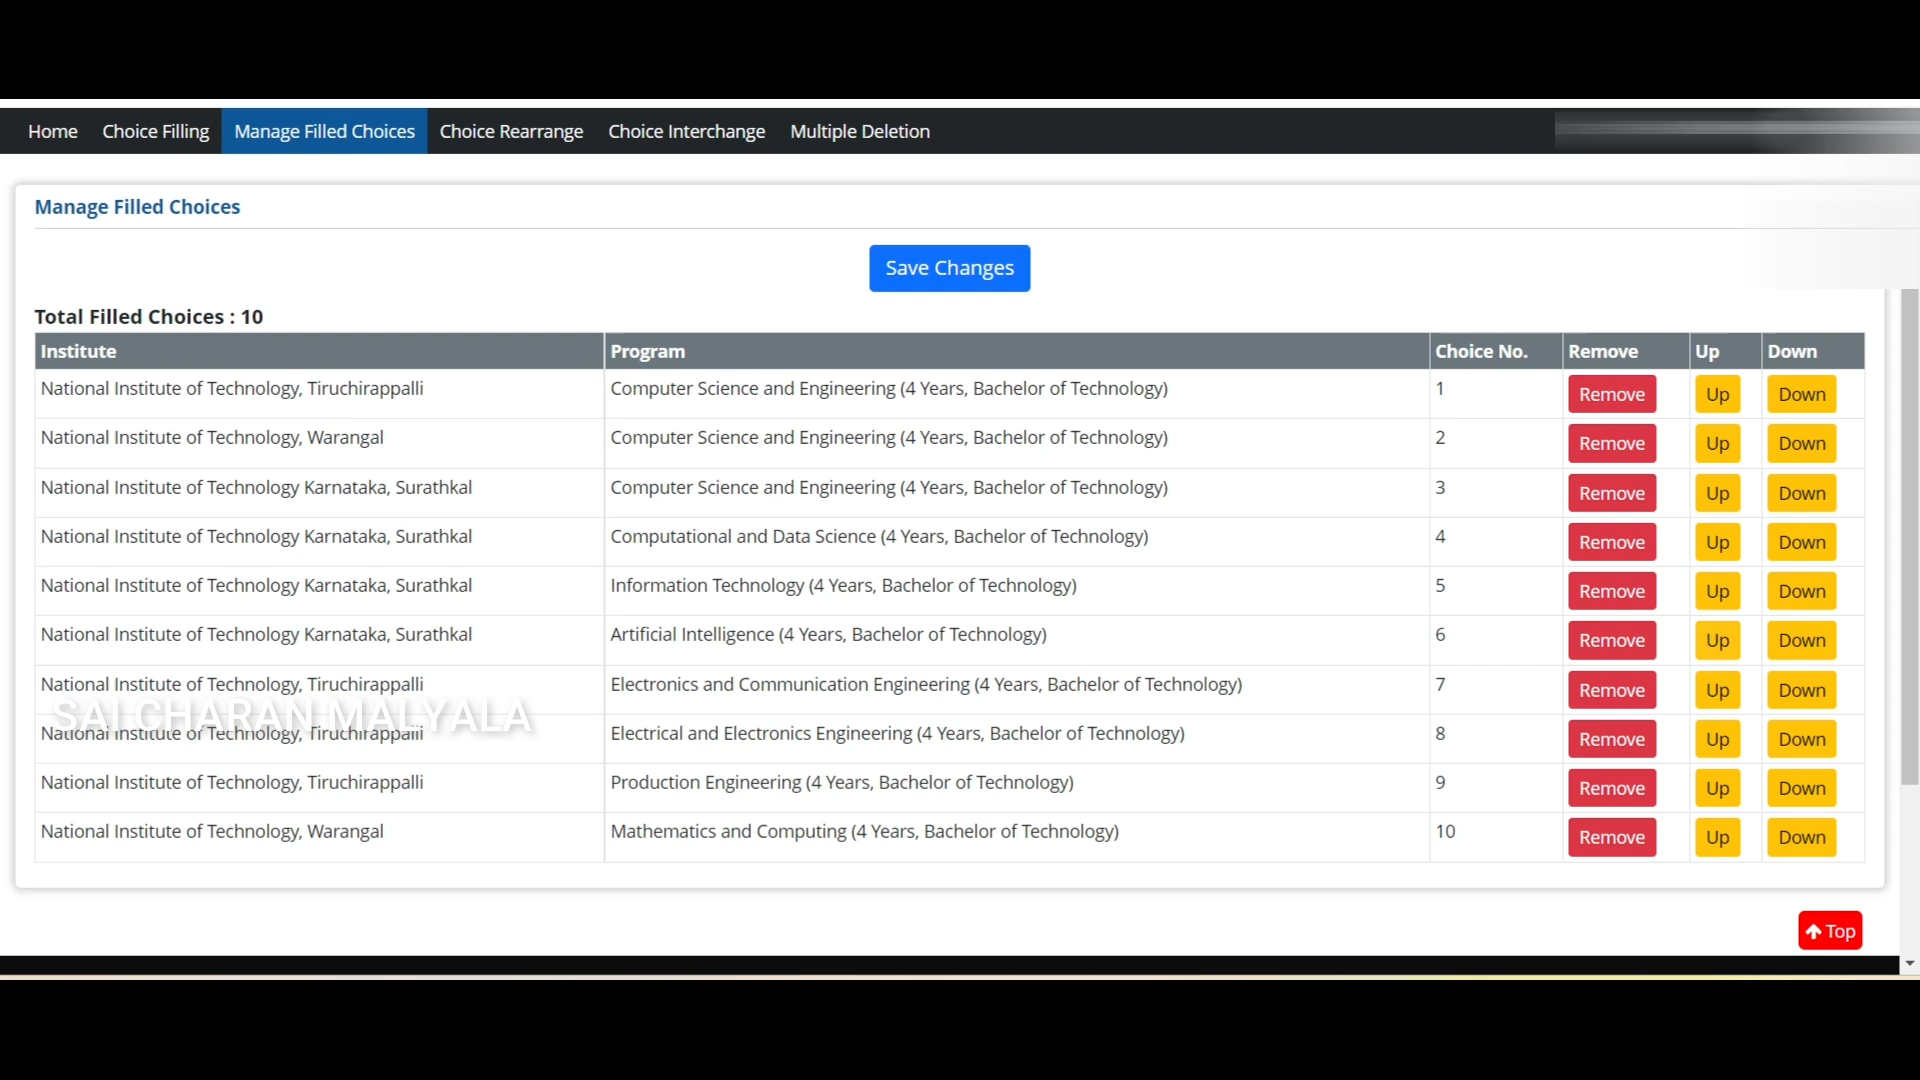 Home Choice Filling Manage Filled Choices Choice Rearrange Choice Interchange Multiple Deletion
Manage Filled Choices
Save Changes
Total Filled Choices : 10
Institute Program Choice No. Remove Up Down
National Institute of Technology, Tiruchirappalli Computer Science and Engineering (4 Years, Bachelor of Technology) 1 Remove Up Down
National Institute of Technology, Warangal Computer Science and Engineering (4 Years, Bachelor of Technology) 2 Remove Up Down
National Institute of Technology Karnataka, Surathkal Computer Science and Engineering (4 Years, Bachelor of Technology) 3 Remove Up Down
National Institute of Technology Karnataka, Surathkal Computational and Data Science (4 Years, Bachelor of Technology) 4 Remove Up Down
National Institute of Technology Karnataka, Surathkal Information Technology (4 Years, Bachelor of Technology) 5 Remove Up Down
National Institute of Technology Karnataka, Surathkal Artificial Intelligence (4 Years, Bachelor of Technology) 6 Remove Up Down
National Institute of Technology, Tiruchirappalli Electronics and Communication Engineering (4 Years, Bachelor of Technology) 7 Remove Up Down
SAI CHARAN MALYALA
National Institute of Technology, Tiruchirappalli Electrical and Electronics Engineering (4 Years, Bachelor of Technology) 8 Remove Up Down
National Institute of Technology, Tiruchirappalli Production Engineering (4 Years, Bachelor of Technology) 9 Remove Up Down
National Institute of Technology, Warangal Mathematics and Computing (4 Years, Bachelor of Technology) 10 Remove Up Down
Top